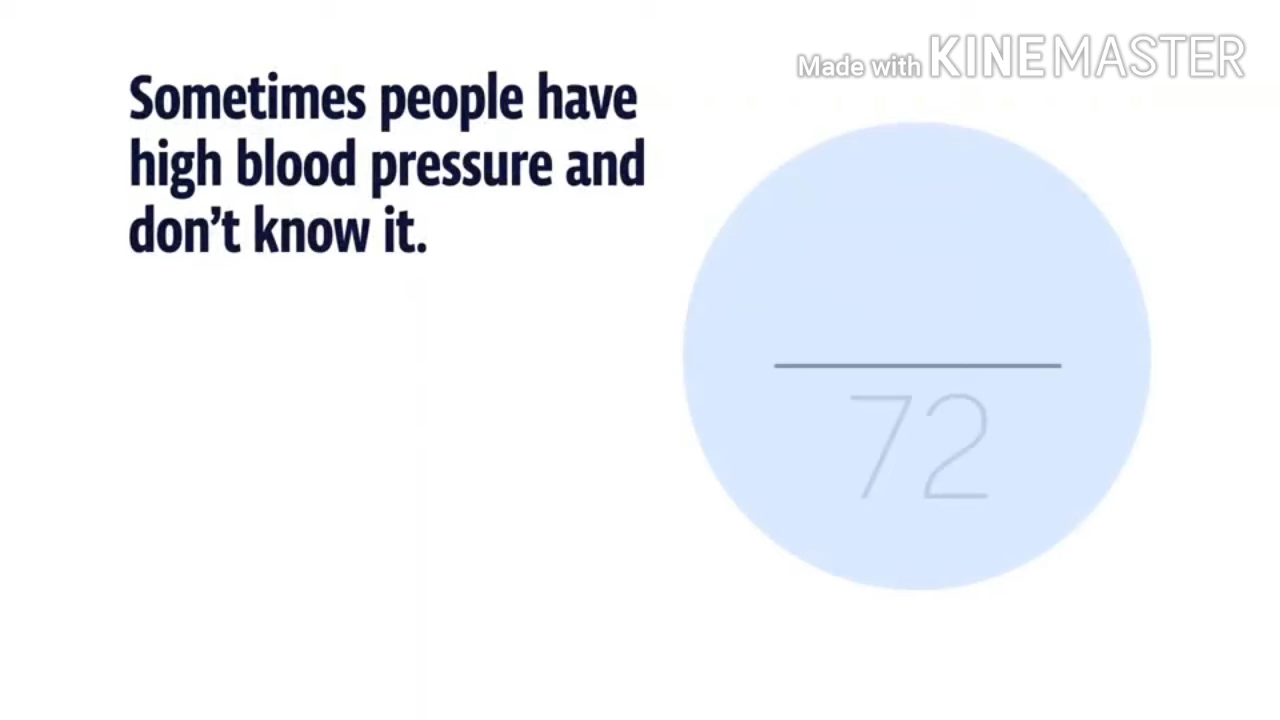 Made with KINEMASTER
Sometimes people have
high blood pressure and
don’t know it.
72